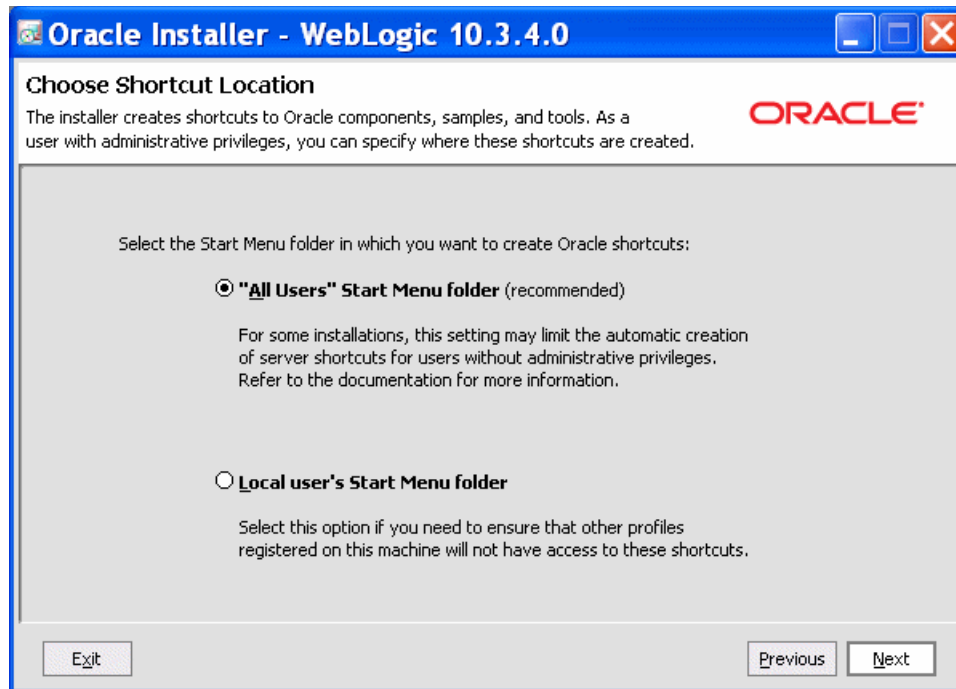 Oracle Installer - WebLogic 10.3.4.0
Choose Shortcut Location
The installer creates shortcuts to Oracle components, samples, and tools. As a
user with administrative privileges, you can specify where these shortcuts are created.
ORACLE
Select the Start Menu folder in which you want to create Oracle shortcuts:
"All Users" Start Menu folder (recommended)
For some installations, this setting may limit the automatic creation
of server shortcuts for users without administrative privileges.
Refer to the documentation for more information.
Local user's Start Menu folder
Select this option if you need to ensure that other profiles
registered on this machine will not have access to these shortcuts.
Exit
Previous
Next